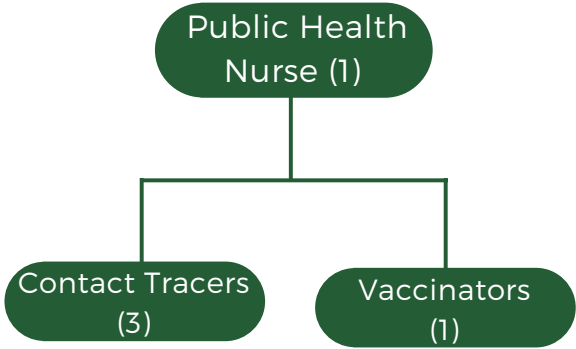 Public Health
Nurse (1)
Contact Tracers
(3)
Vaccinators
(1)